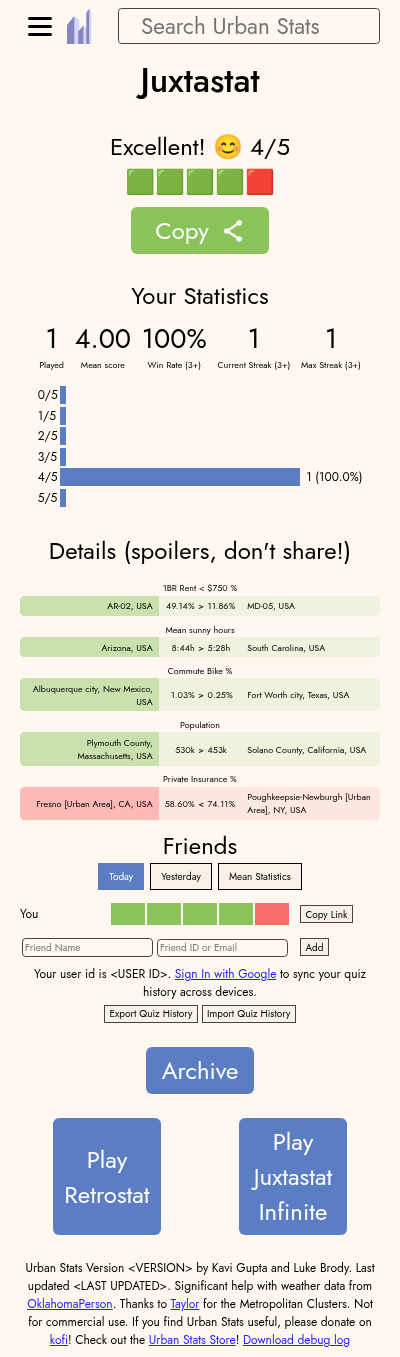 Search Urban Stats
Juxtastat
Excellent! 😊 4/5
🟩🟩🟩🟩🟥
Copy
Your Statistics
1 4.00 100% 1 1
Played Mean score Win Rate (3+) Current Streak (3+) Max Streak (3+)
0/5
1/5
2/5
3/5
4/5 1 (100.0%)
5/5
Details (spoilers, don't share!)
1BR Rent < $750 %
AR-02, USA 49.14% > 11.86% MD-05, USA
Mean sunny hours
Arizona, USA 8:44h > 5:28h South Carolina, USA
Commute Bike %
Albuquerque city, New Mexico,
USA
1.03% > 0.25% Fort Worth city, Texas, USA
Population
Plymouth County,
Massachusetts, USA
530k > 453k Solano County, California, USA
Private Insurance %
Fresno [Urban Area], CA, USA 58.60% < 74.11%
Poughkeepsie-Newburgh [Urban
Area], NY, USA
Friends
Today Yesterday Mean Statistics
You Copy Link
Friend Name Friend ID or Email Add
Your user id is <USER ID>. Sign In with Google to sync your quiz
history across devices.
Export Quiz History Import Quiz History
Archive
Play
Retrostat
Play
Juxtastat
Infinite
Urban Stats Version <VERSION> by Kavi Gupta and Luke Brody. Last
updated <LAST UPDATED>. Significant help with weather data from
OklahomaPerson. Thanks to Taylor for the Metropolitan Clusters. Not
for commercial use. If you find Urban Stats useful, please donate on
kofi! Check out the Urban Stats Store! Download debug log